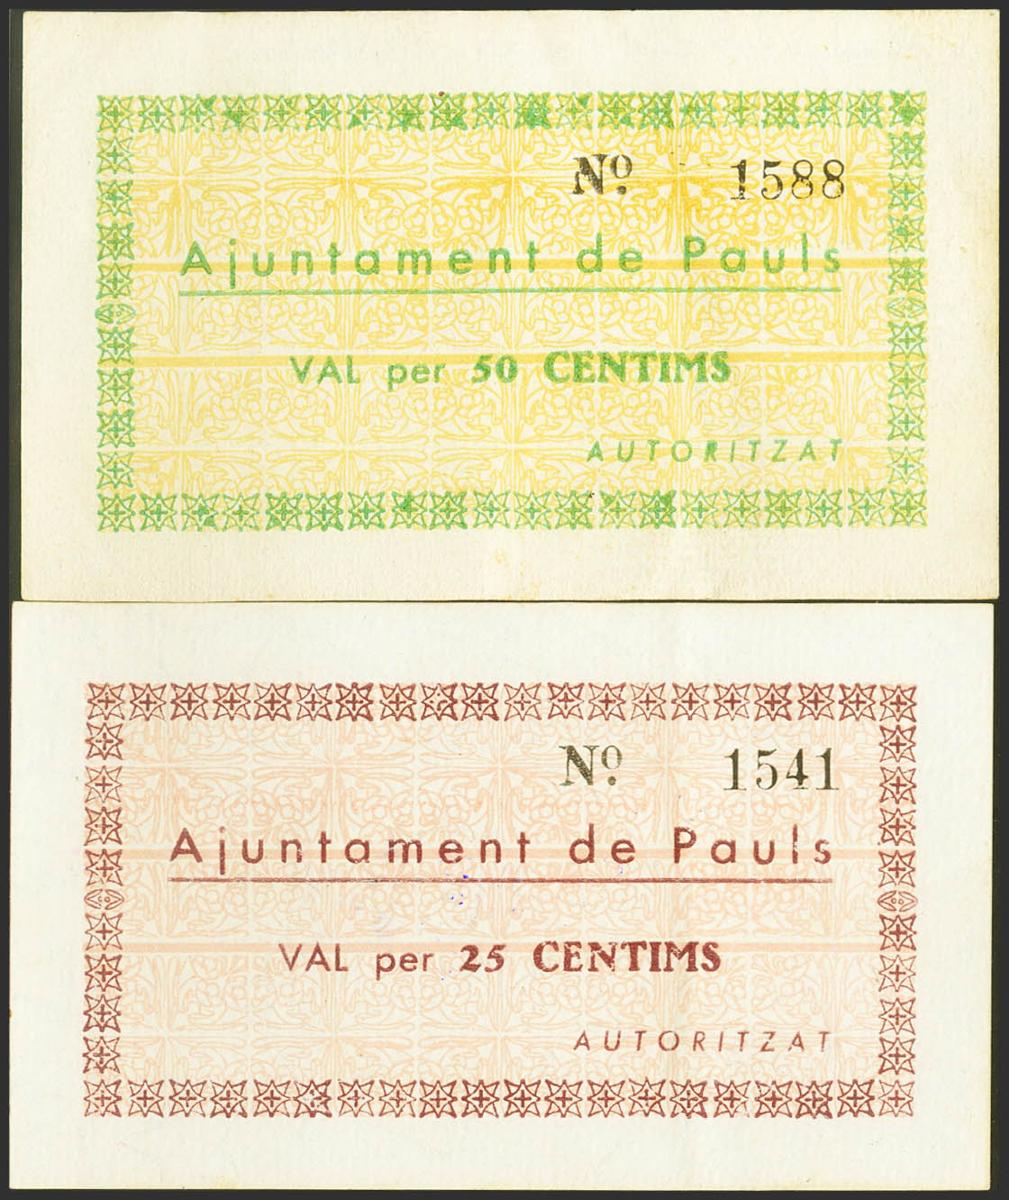 Nº. 1588
Ajuntament de Pauls
VAL per 50 CENTIMS
AUTORITZAT
Nº. 1541
Ajuntament de Pauls
VAL per 25 CENTIMS
AUTORITZAT